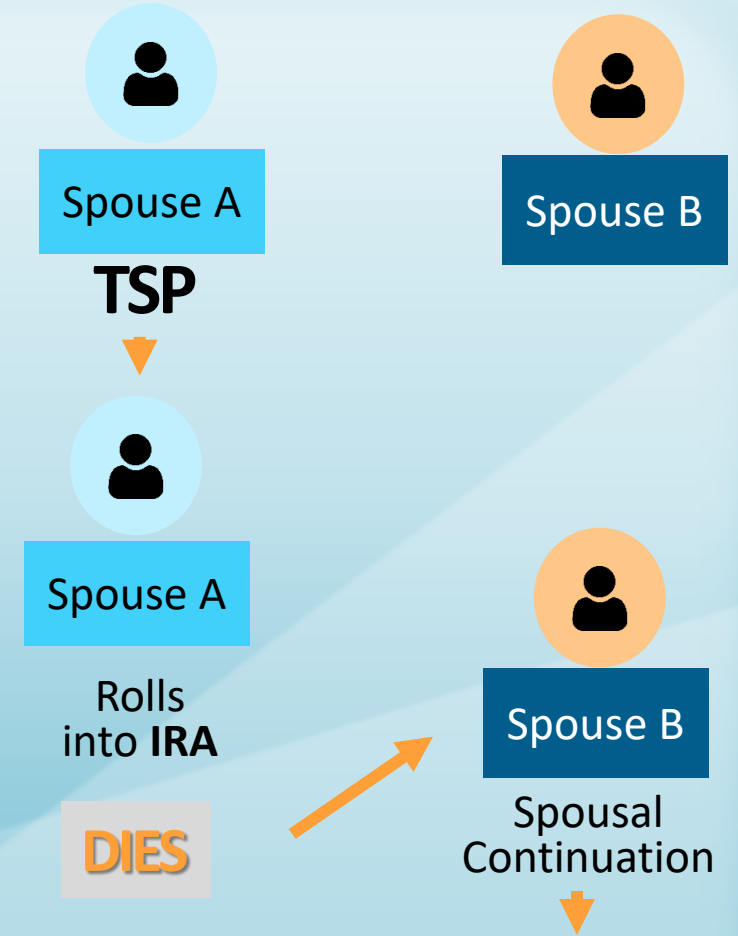 Spouse A
Spouse B
TSP
Spouse A
Rolls
into IRA
DIES
Spouse B
Spousal
Continuation